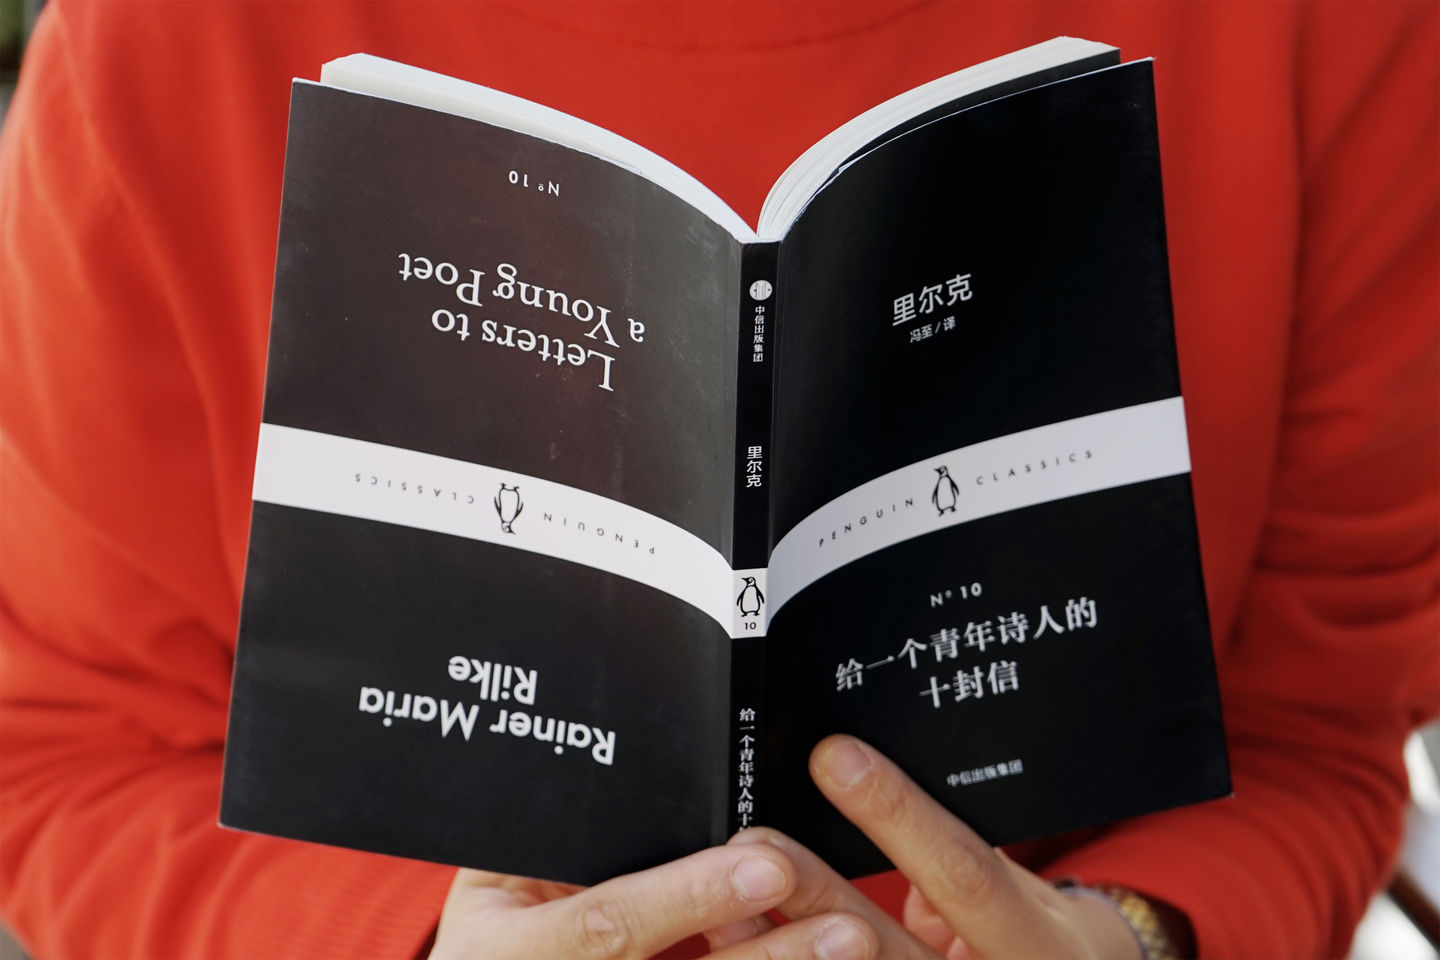 里尔克
冯至/译
PENGUIN CLASSICS
Nº 10
给一个青年诗人的
十封信
中信出版集团
中信出版集团
里尔克
10
给一个青年诗人的十
Rainer Maria
Rilke
PENGUIN CLASSICS
Letters to
a Young Poet
Nº 10